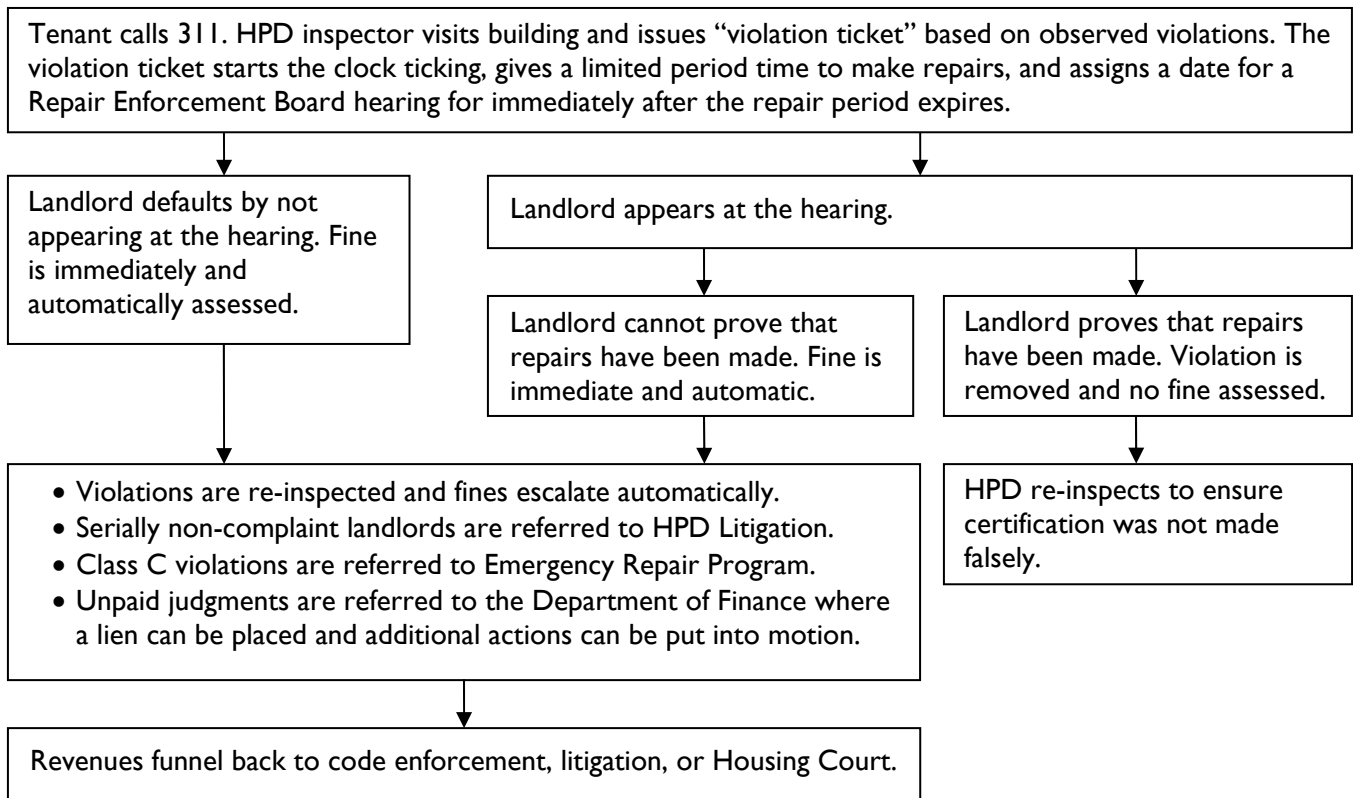 Tenant calls 311. HPD inspector visits building and issues “violation ticket” based on observed violations. The
violation ticket starts the clock ticking, gives a limited period time to make repairs, and assigns a date for a
Repair Enforcement Board hearing for immediately after the repair period expires.
Landlord defaults by not
appearing at the hearing. Fine
is immediately and
automatically assessed.
Landlord appears at the hearing.
Landlord cannot prove that
repairs have been made. Fine is
immediate and automatic.
Landlord proves that repairs
have been made. Violation is
removed and no fine assessed.
• Violations are re-inspected and fines escalate automatically.
• Serially non-complaint landlords are referred to HPD Litigation.
• Class C violations are referred to Emergency Repair Program.
• Unpaid judgments are referred to the Department of Finance where
a lien can be placed and additional actions can be put into motion.
HPD re-inspects to ensure
certification was not made
falsely.
Revenues funnel back to code enforcement, litigation, or Housing Court.